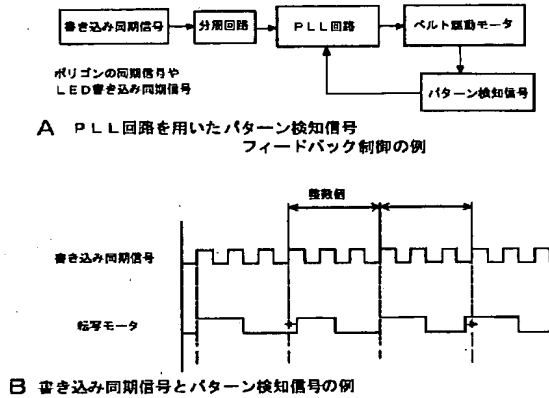 書き込み同期信号
分周回路
PLL回路
ベルト駆動モータ
ポリゴンの同期信号や
LED書き込み同期信号
パターン検知信号
A PLL回路を用いたパターン検知信号
フィードバック制御の例
整数値
書き込み同期信号
転写モータ
B 書き込み同期信号とパターン検知信号の例